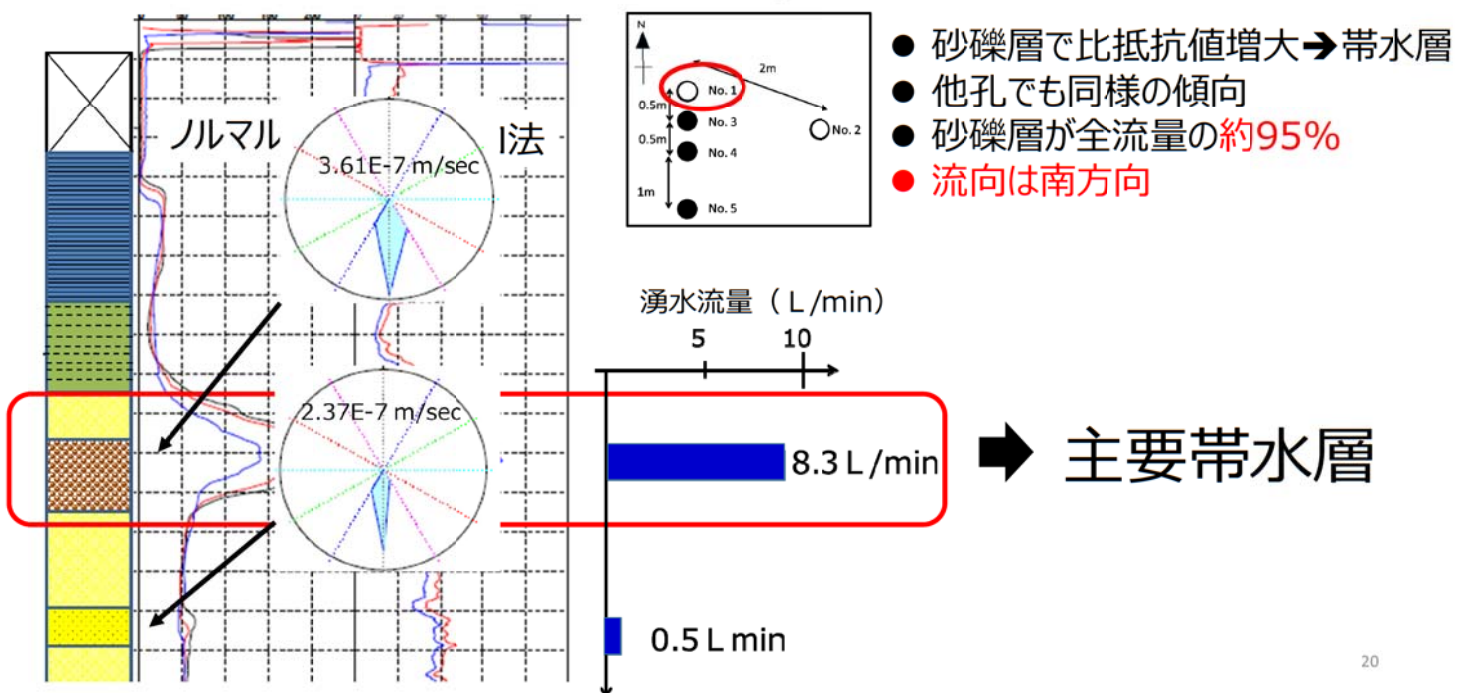 ノルマル
法
3.61E-7 m/sec
2.37E-7 m/sec
N
2m
No. 1
0.5m
No. 3
No. 2
0.5m
No. 4
1m
No. 5
● 砂礫層で比抵抗値増大➔帯水層
● 他孔でも同様の傾向
● 砂礫層が全流量の約95%
● 流向は南方向
湧水流量（L/min）
5
10
8.3 L/min
主要帯水層
0.5 L min
20